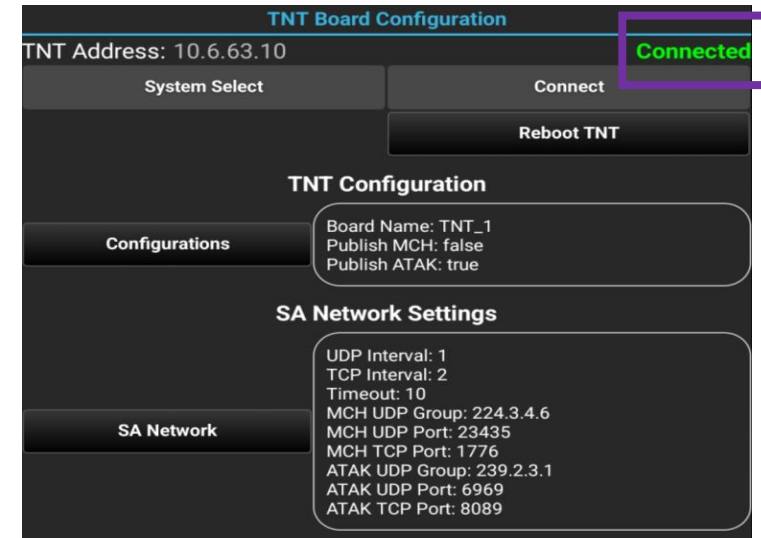 TNT Board Configuration
TNT Address: 10.6.63.10 Connected
System Select Connect
Reboot TNT
TNT Configuration
Configurations
Board Name: TNT_1
Publish MCH: false
Publish ATAK: true
SA Network Settings
SA Network
UDP Interval: 1
TCP Interval: 2
Timeout: 10
MCH UDP Group: 224.3.4.6
MCH UDP Port: 23435
MCH TCP Port: 1776
ATAK UDP Group: 239.2.3.1
ATAK UDP Port: 6969
ATAK TCP Port: 8089